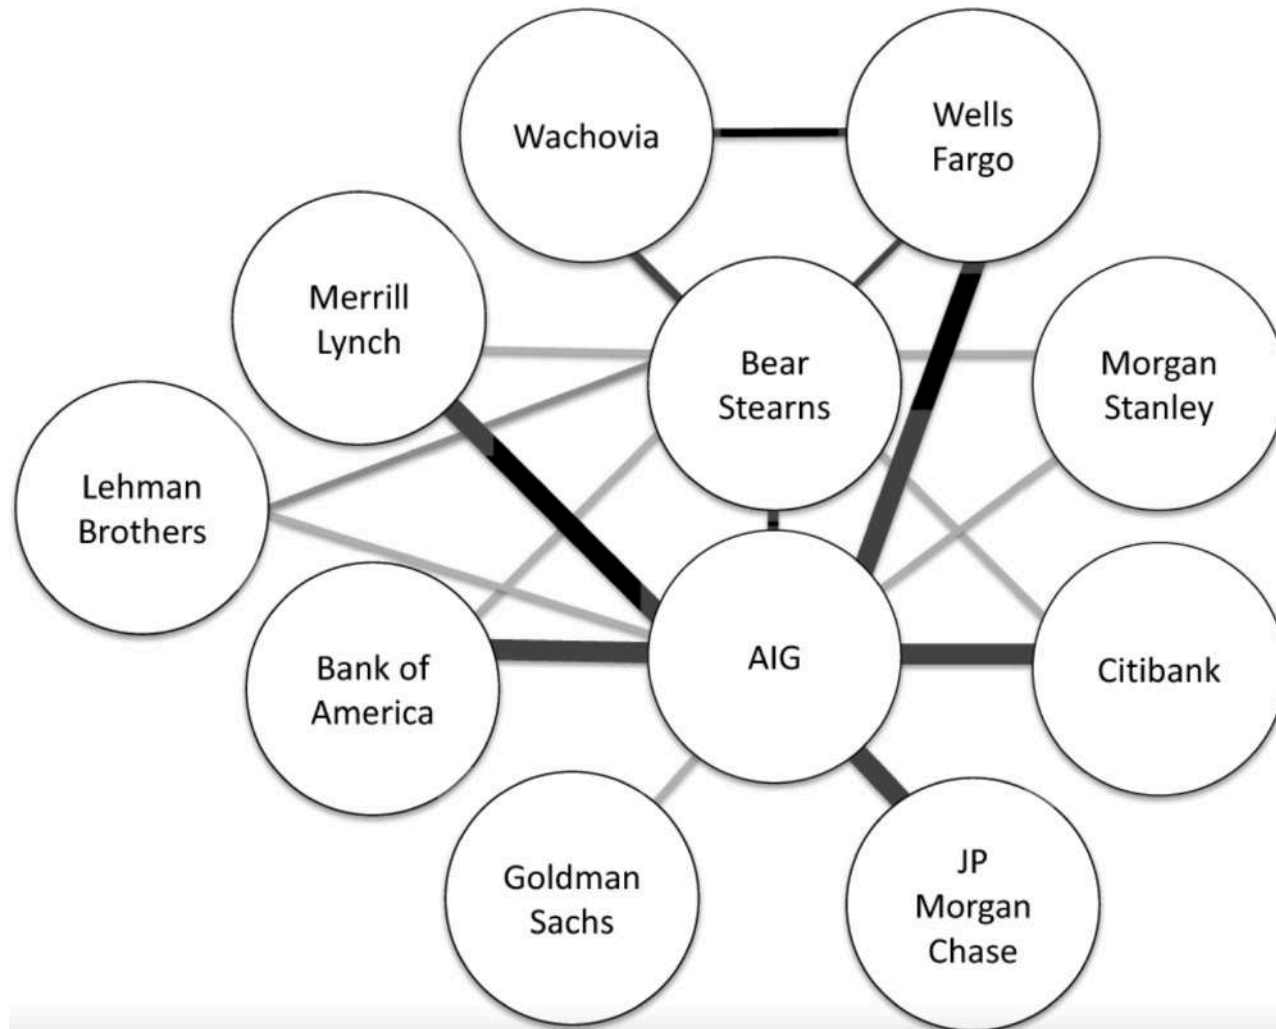 Wachovia
Wells
Fargo
Merrill
Lynch
Bear
Stearns
Morgan
Stanley
Lehman
Brothers
Bank of
America
AIG
Citibank
Goldman
Sachs
JP
Morgan
Chase